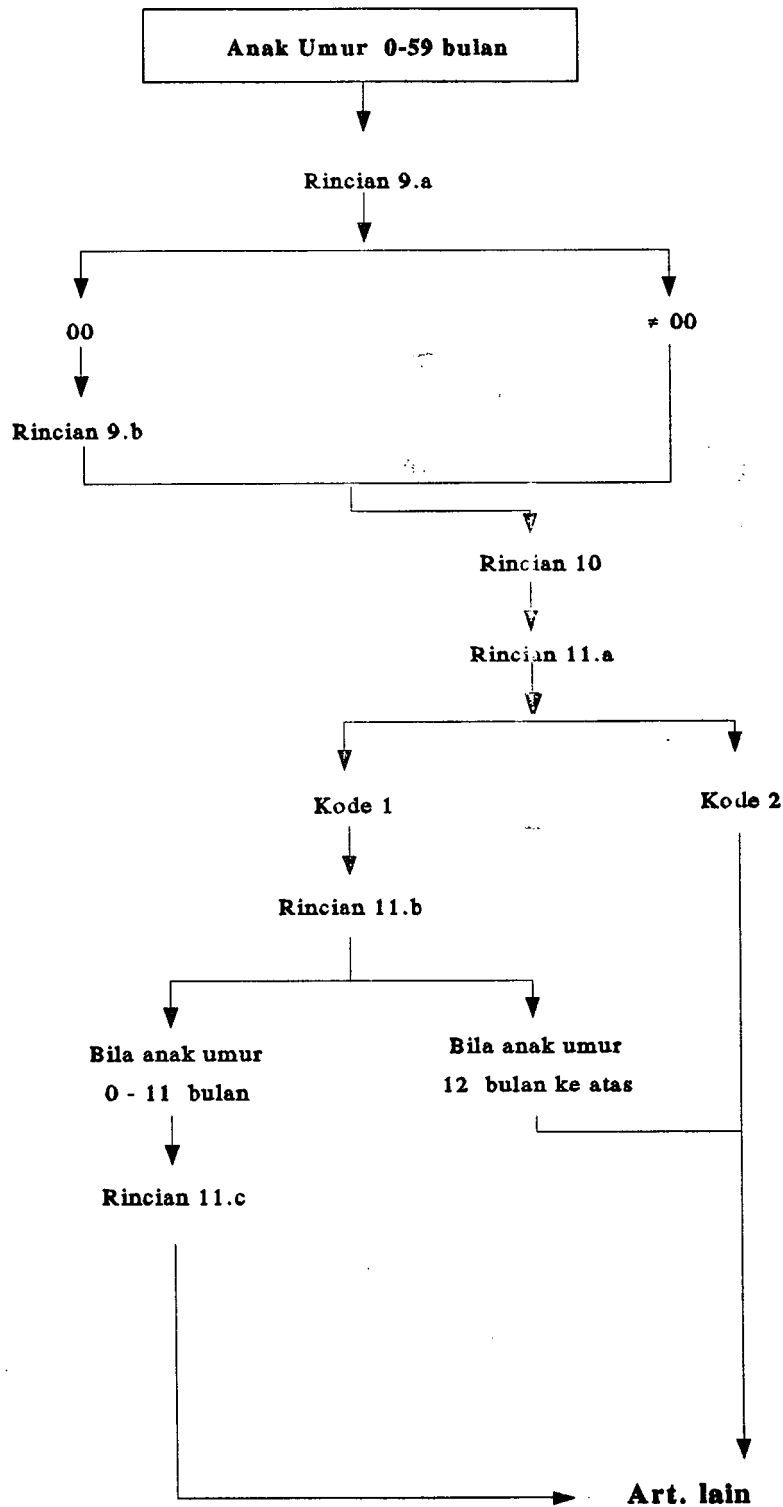 Anak Umur 0-59 bulan
Rincian 9.a
00
≠ 00
Rincian 9.b
Rincian 10
Rincian 11.a
Kode 1
Kode 2
Rincian 11.b
Bila anak umur
0 - 11 bulan
Bila anak umur
12 bulan ke atas
Rincian 11.c
Art. lain